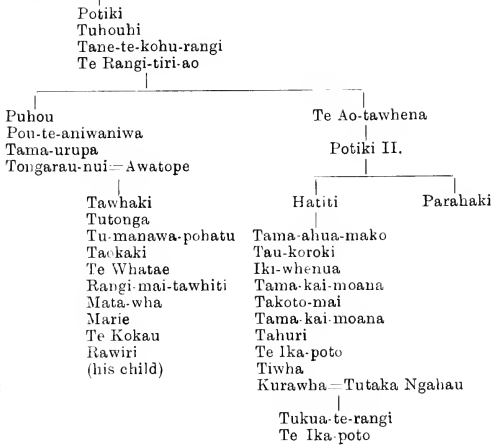 Potiki
Tuhouhi
Tane-te-kohu-rangi
Te Rangi-tiri-ao
Puhou
Pou-te-aniwaniwa
Tama-urupa
Tongarau-nui=Awatope
Tawhaki
Tutonga
Tu-manawa-pohatu
Taokaki
Te Whatae
Rangi-mai-tawhiti
Mata-wha
Marie
Te Kokau
Rawiri
(his child)
Te Ao-tawhena
Potiki II.
Hatiti
Parahaki
Tama-ahua-mako
Tau-koroki
Iki-whenua
Tama-kai-moana
Takoto-mai
Tama-kai-moana
Tahuri
Te Ika-poto
Tiwha
Kurawha=Tutaka Ngahau
Tukua-te-rangi
Te Ika-poto